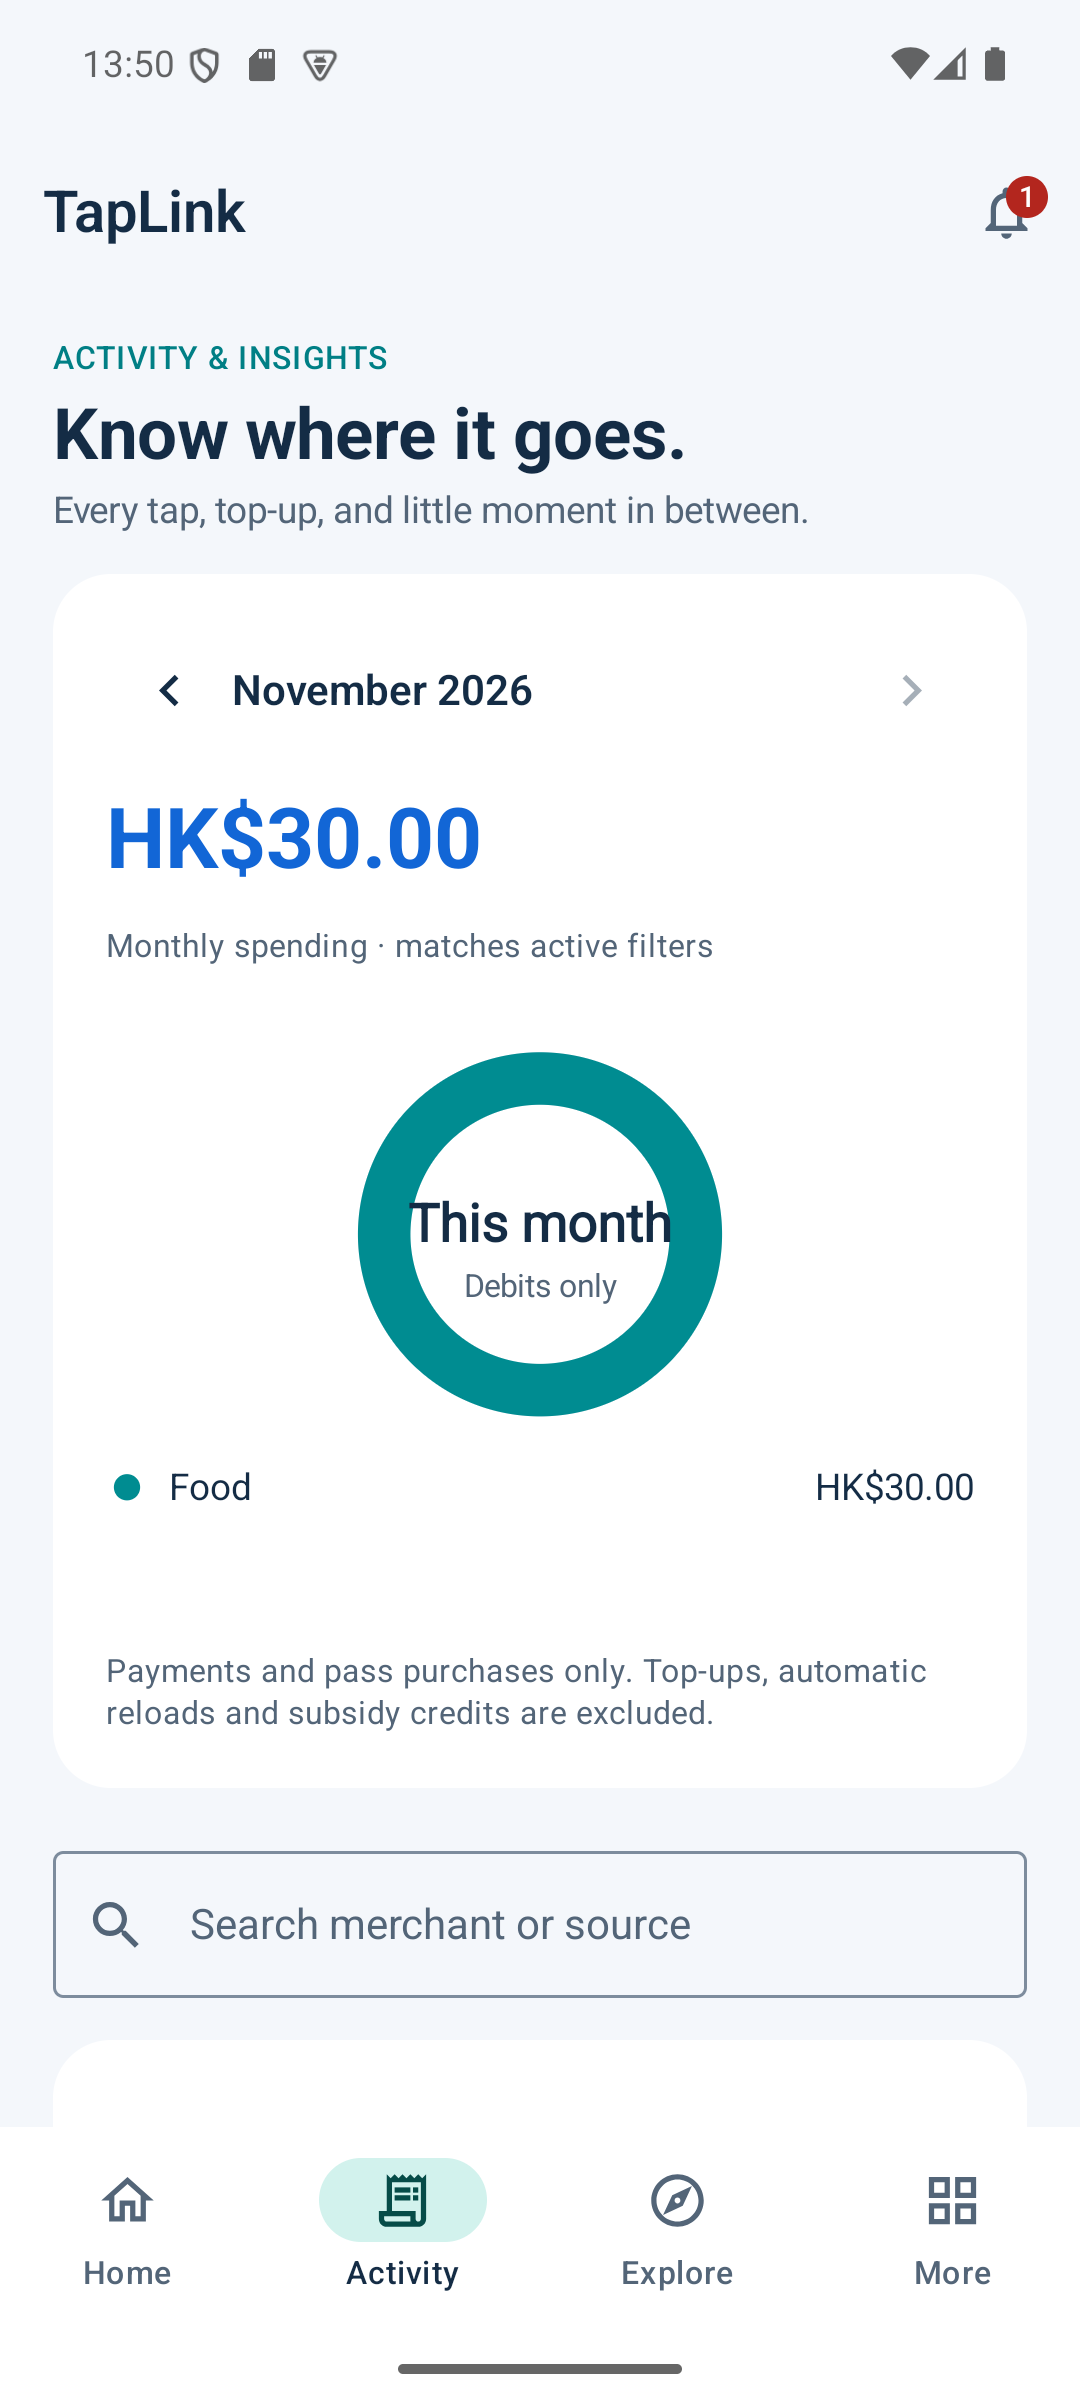 13:50
TapLink
1
ACTIVITY & INSIGHTS
Know where it goes.
Every tap, top-up, and little moment in between.
November 2026
HK$30.00
Monthly spending · matches active filters
This month
Debits only
Food HK$30.00
Payments and pass purchases only. Top-ups, automatic
reloads and subsidy credits are excluded.
Search merchant or source
Home Activity Explore More